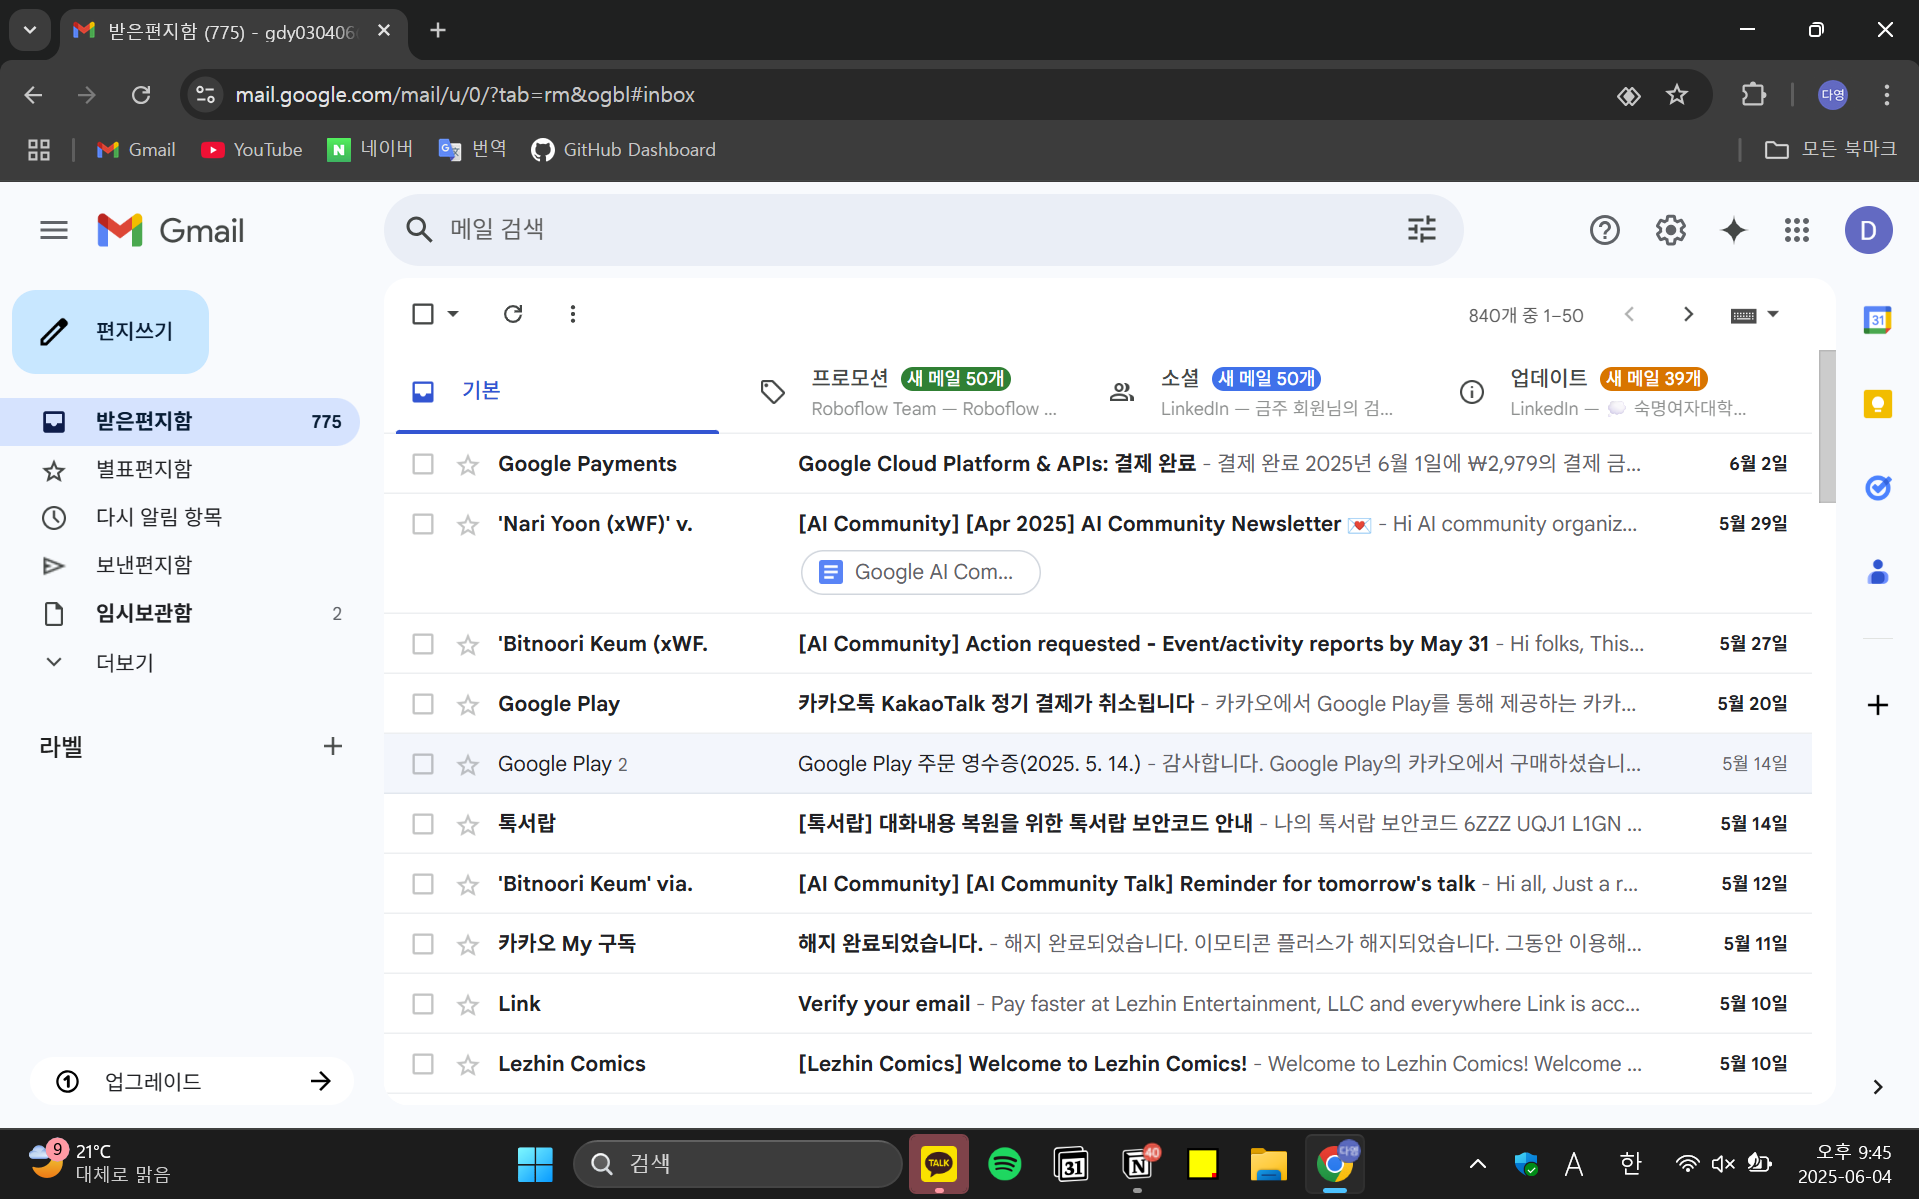 받은편지함 (775) - gdy030406
mail.google.com/mail/u/0/?tab=rm&ogbl#inbox
다영
Gmail
YouTube
네이버
번역
GitHub Dashboard
모든 북마크
Gmail
메일 검색
D
편지쓰기
받은편지함 775
별표편지함
다시 알림 항목
보낸편지함
임시보관함 2
더보기
라벨
업그레이드
840개 중 1–50
기본
프로모션 새 메일 50개
Roboflow Team — Roboflow ...
소셜 새 메일 50개
LinkedIn — 금주 회원님의 검...
업데이트 새 메일 39개
LinkedIn — 💭 숙명여자대학...
Google Payments Google Cloud Platform & APIs: 결제 완료 - 결제 완료 2025년 6월 1일에 ₩2,979의 결제 금... 6월 2일
'Nari Yoon (xWF)' v. [AI Community] [Apr 2025] AI Community Newsletter 💌 - Hi AI community organiz... 5월 29일
Google AI Com...
'Bitnoori Keum (xWF. [AI Community] Action requested - Event/activity reports by May 31 - Hi folks, This... 5월 27일
Google Play 카카오톡 KakaoTalk 정기 결제가 취소됩니다 - 카카오에서 Google Play를 통해 제공하는 카카... 5월 20일
Google Play 2 Google Play 주문 영수증(2025. 5. 14.) - 감사합니다. Google Play의 카카오에서 구매하셨습니... 5월 14일
톡서랍 [톡서랍] 대화내용 복원을 위한 톡서랍 보안코드 안내 - 나의 톡서랍 보안코드 6ZZZ UQJ1 L1GN ... 5월 14일
'Bitnoori Keum' via. [AI Community] [AI Community Talk] Reminder for tomorrow's talk - Hi all, Just a r... 5월 12일
카카오 My 구독 해지 완료되었습니다. - 해지 완료되었습니다. 이모티콘 플러스가 해지되었습니다. 그동안 이용해... 5월 11일
Link Verify your email - Pay faster at Lezhin Entertainment, LLC and everywhere Link is acc... 5월 10일
Lezhin Comics [Lezhin Comics] Welcome to Lezhin Comics! - Welcome to Lezhin Comics! Welcome ... 5월 10일
31
9
21°C
대체로 맑음
검색
TALK
31
N
40
다영
A
한
오후 9:45
2025-06-04